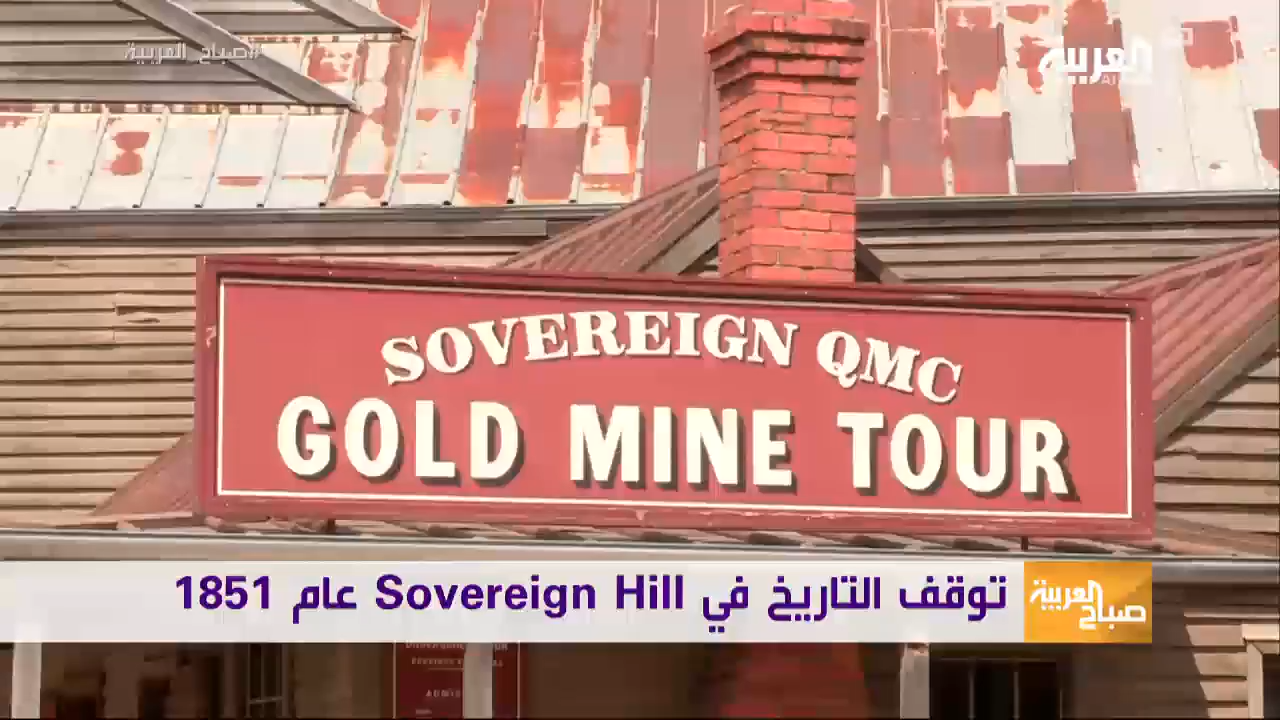 #صباح_العربية
العربية
SOVEREIGN QMC
GOLD MINE TOUR
توقف التاريخ في Sovereign Hill عام 1851
صباح العربية